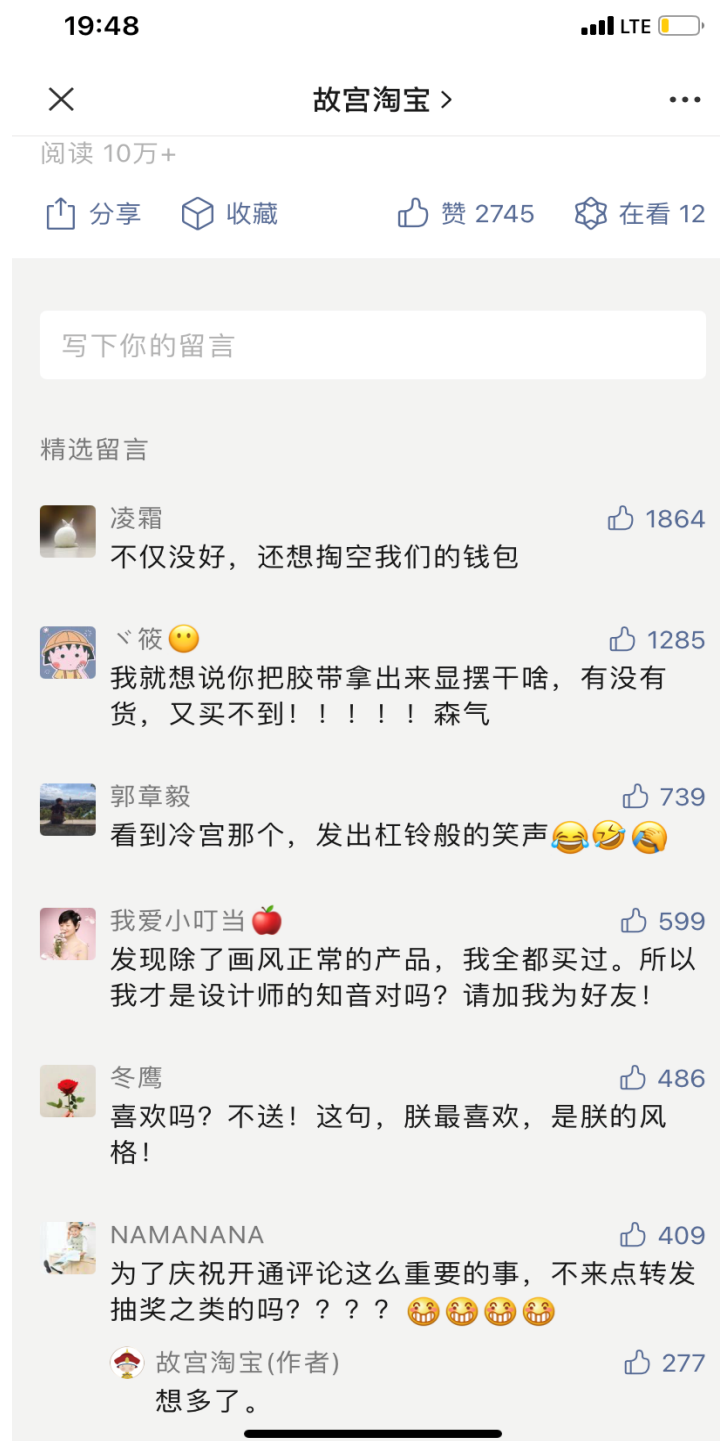 19:48
LTE
故宫淘宝
阅读 10万+
分享 收藏 赞 2745 在看 12
写下你的留言
精选留言
凌霜 1864
不仅没好，还想掏空我们的钱包
ヾ筱😶 1285
我就想说你把胶带拿出来显摆干啥，有没有
货，又买不到！！！！！森气
郭章毅 739
看到冷宫那个，发出杠铃般的笑声😂🤣🤦
我爱小叮当🍎 599
发现除了画风正常的产品，我全都买过。所以
我才是设计师的知音对吗？请加我为好友！
冬鹰 486
喜欢吗？不送！这句，朕最喜欢，是朕的风
格！
NAMANANA 409
为了庆祝开通评论这么重要的事，不来点转发
抽奖之类的吗？？？？😁😁😁😁
故宫淘宝(作者) 277
想多了。